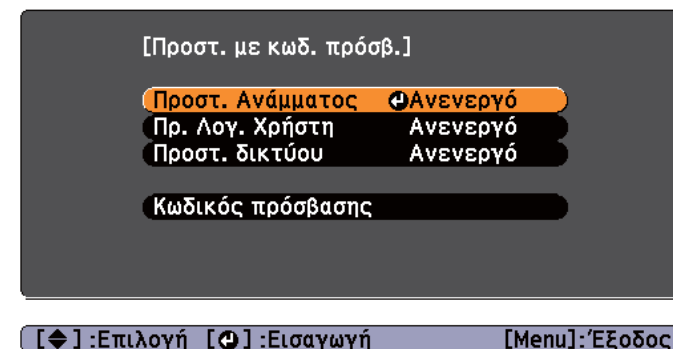 [Προστ. με κωδ. πρόσβ.]
Προστ. Ανάμματος Ανενεργό
Πρ. Λογ. Χρήστη Ανενεργό
Προστ. δικτύου Ανενεργό
Κωδικός πρόσβασης
[◆] :Επιλογή [↵] :Εισαγωγή [Menu]:Έξοδος